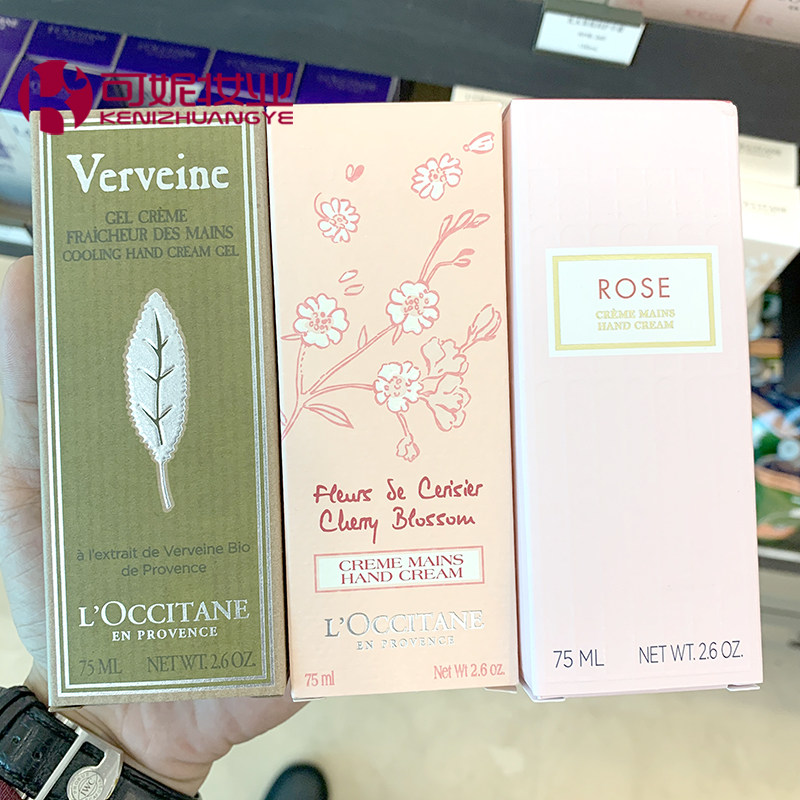 可妮妆业
KENIZHUANGYE
Verveine
GEL CRÈME
FRAÎCHEUR DES MAINS
COOLING HAND CREAM GEL
à l'extrait de Verveine Bio
de Provence
L'OCCITANE
EN PROVENCE
75 ML NET WT. 2.6 OZ.
Fleurs de Cerisier
Cherry Blossom
CREME MAINS
HAND CREAM
L'OCCITANE
EN PROVENCE
75 ml Net Wt 2.6 oz.
ROSE
CRÈME MAINS
HAND CREAM
75 ML NET WT. 2.6 OZ.
IWC